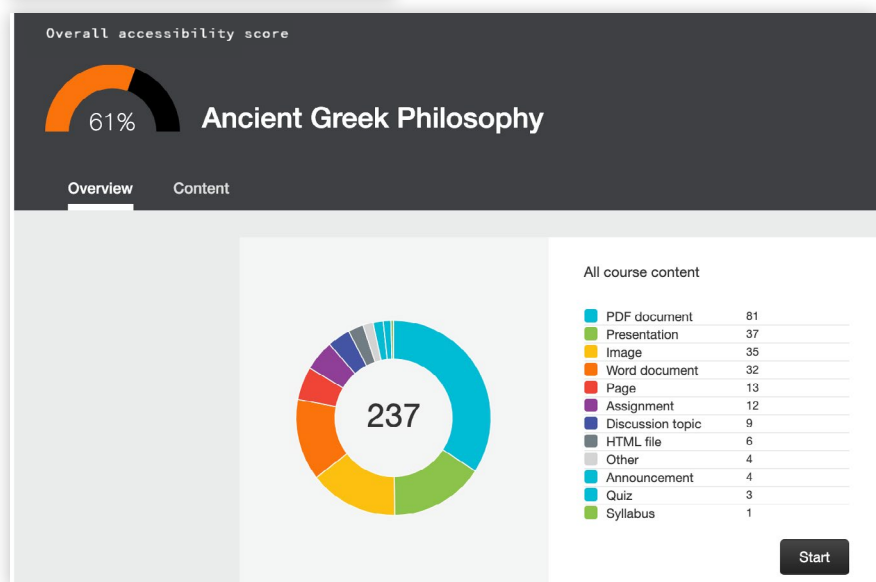 Overall accessibility score
61%
Ancient Greek Philosophy
Overview Content
237
All course content
PDF document 81
Presentation 37
Image 35
Word document 32
Page 13
Assignment 12
Discussion topic 9
HTML file 6
Other 4
Announcement 4
Quiz 3
Syllabus 1
Start